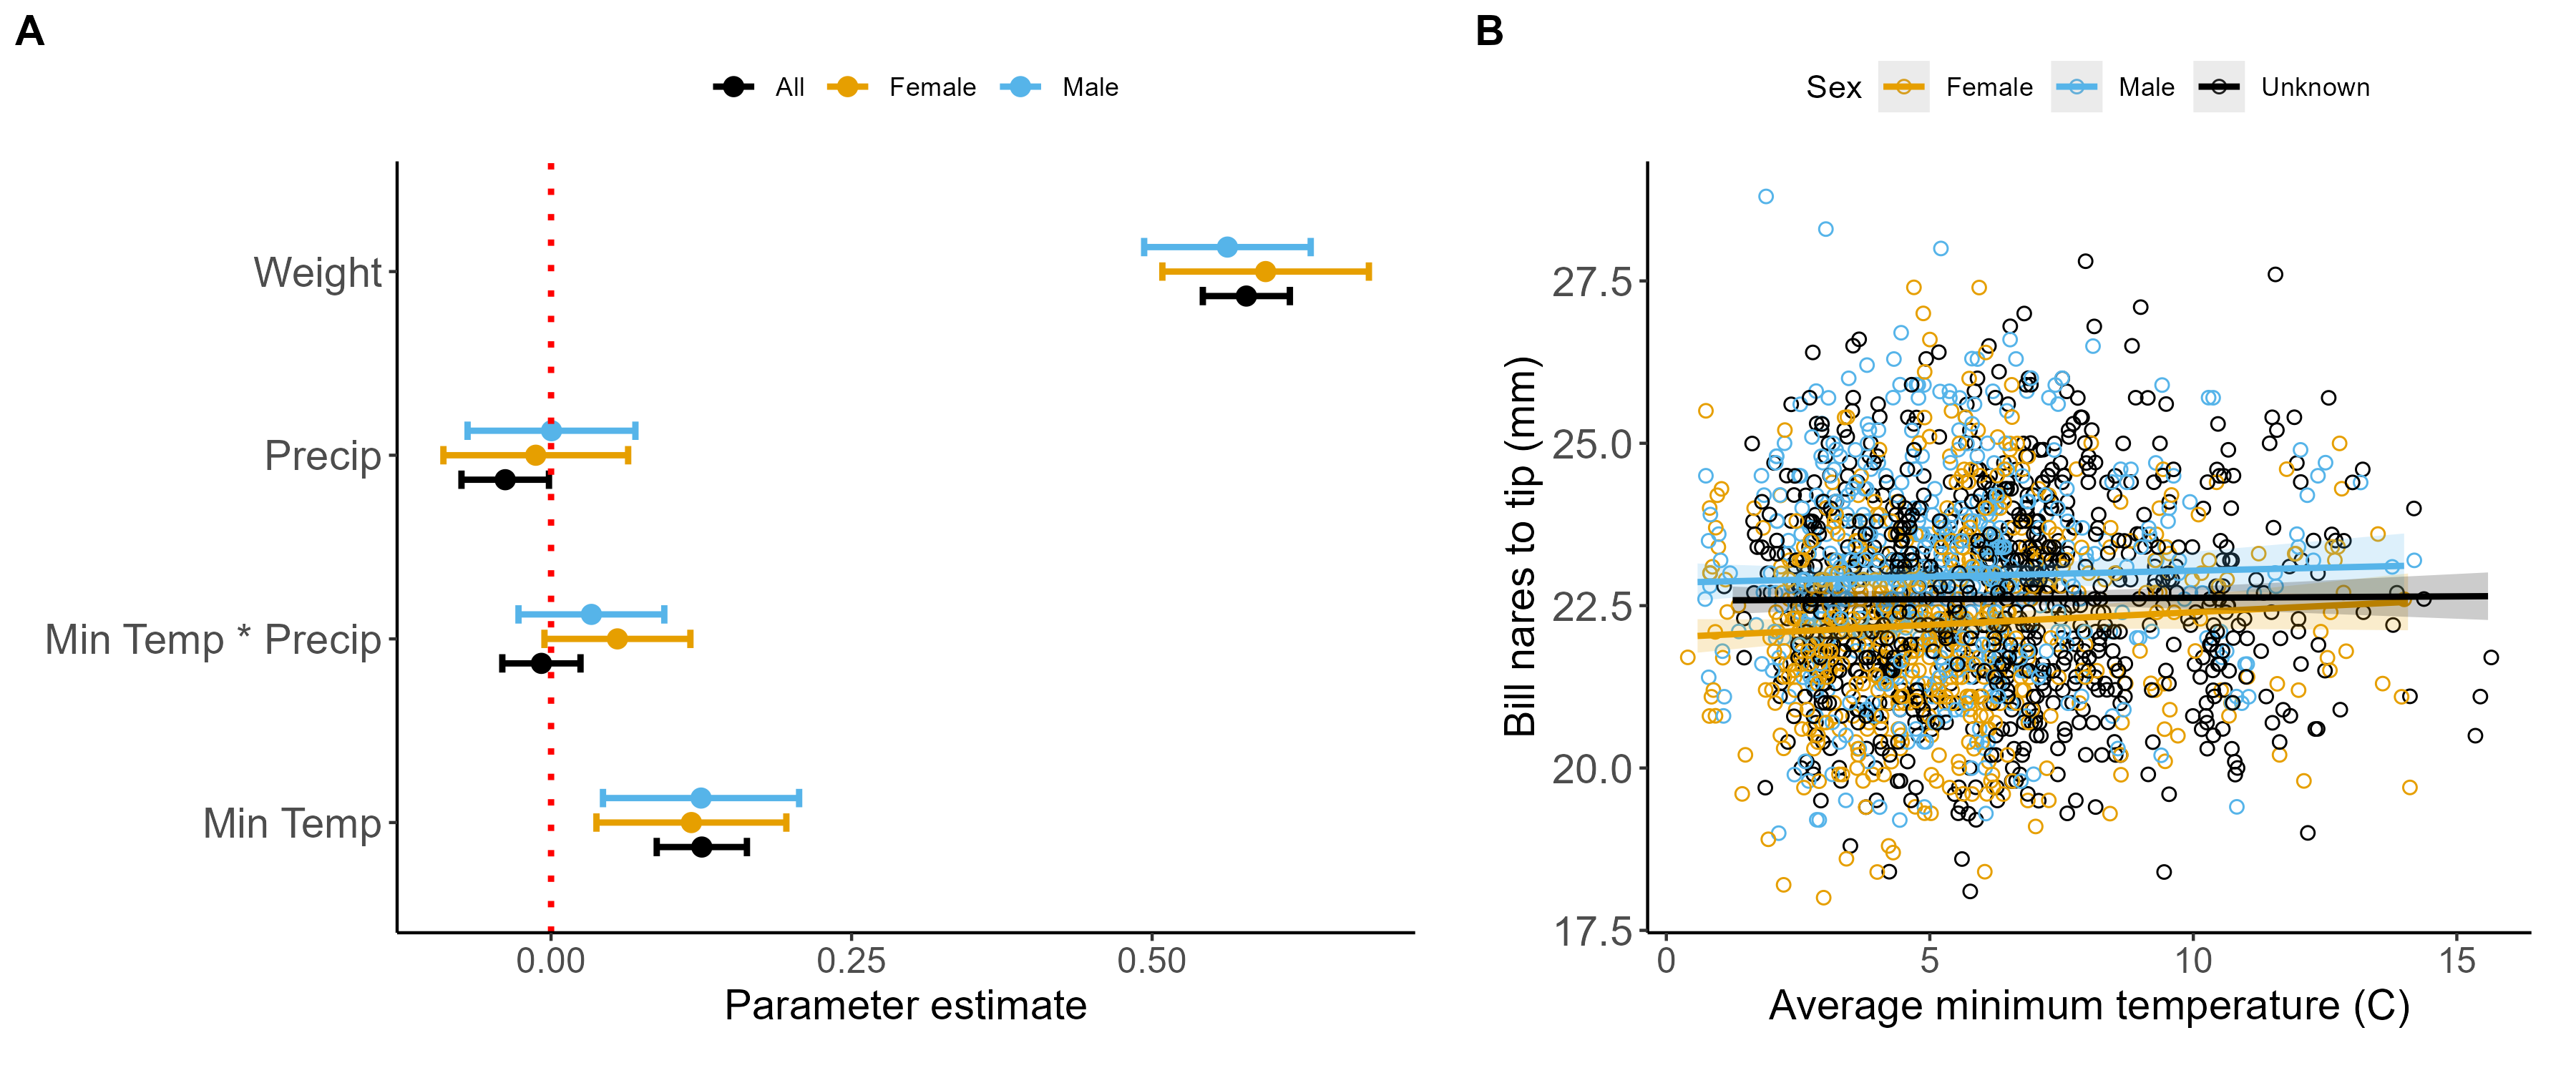 A
All Female Male
Weight
Precip
Min Temp * Precip
Min Temp
0.00 0.25 0.50
Parameter estimate
B
Sex Female Male Unknown
27.5
25.0
22.5
20.0
17.5
Bill nares to tip (mm)
0 5 10 15
Average minimum temperature (C)